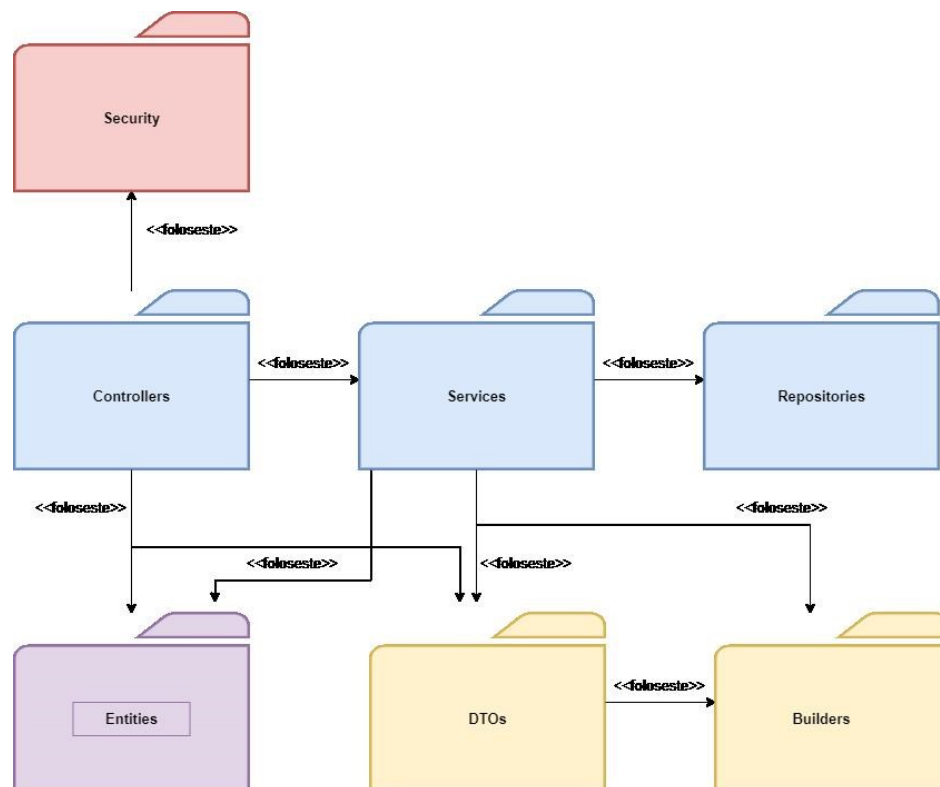 Security
<<foloseste>>
<<foloseste>>
<<foloseste>>
Controllers
Services
Repositories
<<foloseste>>
<<foloseste>>
<<foloseste>>
<<foloseste>>
<<foloseste>>
Entities
DTOs
Builders